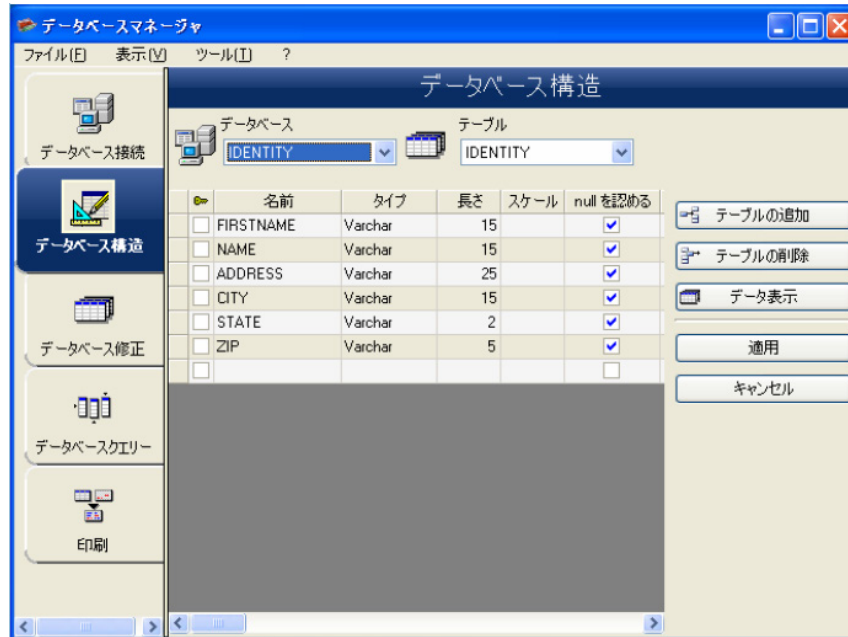 データベースマネージャ
ファイル(F) 表示(V) ツール(T) ?
データベース接続
データベース構造
データベース修正
データベースクエリー
印刷
データベース構造
データベース
IDENTITY
テーブル
IDENTITY
名前 タイプ 長さ スケール null を認める
FIRSTNAME Varchar 15
NAME Varchar 15
ADDRESS Varchar 25
CITY Varchar 15
STATE Varchar 2
ZIP Varchar 5
テーブルの追加
テーブルの削除
データ表示
適用
キャンセル